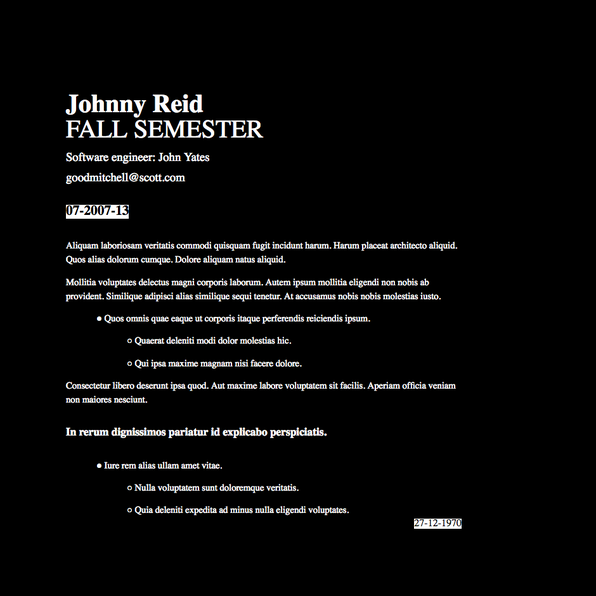 Johnny Reid
FALL SEMESTER
Software engineer: John Yates
goodmitchell@scott.com
07-2007-13
Aliquam laboriosam veritatis commodi quisquam fugit incidunt harum. Harum placeat architecto aliquid.
Quos alias dolorum cumque. Dolore aliquam natus aliquid.
Mollitia voluptates delectus magni corporis laborum. Autem ipsum mollitia eligendi non nobis ab
provident. Similique adipisci alias similique sequi tenetur. At accusamus nobis nobis molestias iusto.
● Quos omnis quae eaque ut corporis itaque perferendis reiciendis ipsum.
○ Quaerat deleniti modi dolor molestias hic.
○ Qui ipsa maxime magnam nisi facere dolore.
Consectetur libero deserunt ipsa quod. Aut maxime labore voluptatem sit facilis. Aperiam officia veniam
non maiores nesciunt.
In rerum dignissimos pariatur id explicabo perspiciatis.
● Iure rem alias ullam amet vitae.
○ Nulla voluptatem sunt doloremque veritatis.
○ Quia deleniti expedita ad minus nulla eligendi voluptates.
27-12-1970